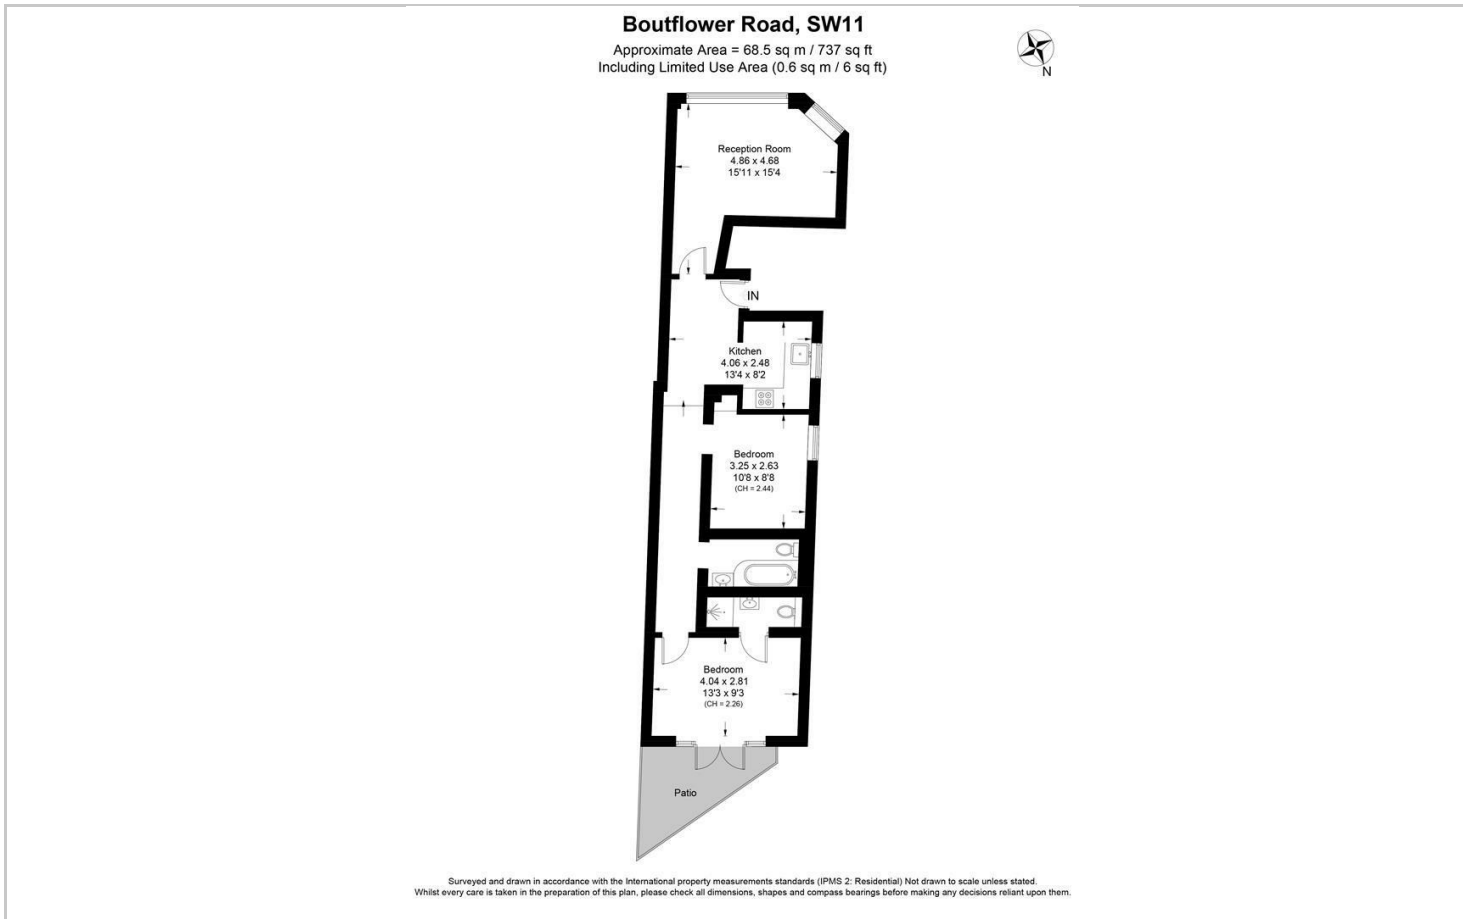 Boutflower Road, SW11
Approximate Area = 68.5 sq m / 737 sq ft
Including Limited Use Area (0.6 sq m / 6 sq ft)
N
Reception Room
4.86 x 4.68
15'11 x 15'4
IN
Kitchen
4.06 x 2.48
13'4 x 8'2
Bedroom
3.25 x 2.63
10'8 x 8'8
(CH = 2.44)
Bedroom
4.04 x 2.81
13'3 x 9'3
(CH = 2.26)
Patio
Surveyed and drawn in accordance with the International property measurements standards (IPMS 2: Residential) Not drawn to scale unless stated.
Whilst every care is taken in the preparation of this plan, please check all dimensions, shapes and compass bearings before making any decisions reliant upon them.